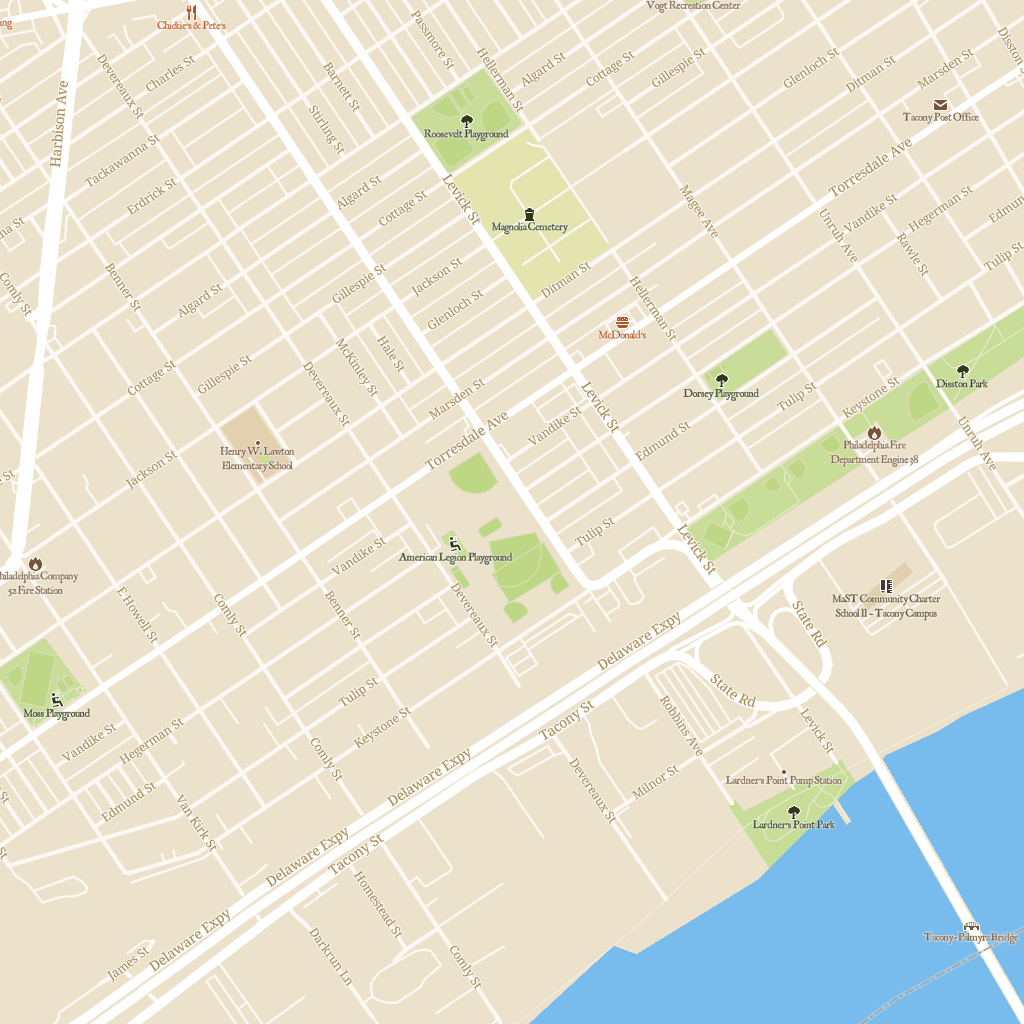 Vogt Recreation Center
Chickie's & Pete's
Passmore St
Hellerman St
Disston
Devereaux St
Charles St
Barnett St
Algard St
Cottage St
Gillespie St
Glenloch St
Ditman St
Marsden St
Harbison Ave
Stirling St
Roosevelt Playground
Tacony Post Office
Tackawanna St
Erdrick St
Algard St
Cottage St
Levick St
Magnolia Cemetery
Magee Ave
Torresdale Ave
Vandike St
Hegerman St
Edmund
Unruh Ave
Rawle St
Tulip St
na St
Comly St
Benner St
Algard St
Gillespie St
Jackson St
Glenloch St
Ditman St
Hellerman St
McDonald's
Hale St
McKinley St
Devereaux St
Cottage St
Gillespie St
Marsden St
Torresdale Ave
Vandike St
Levick St
Edmund St
Dorsey Playground
Tulip St
Keystone St
Disston Park
Unruh Ave
Philadelphia Fire
Department Engine 38
Henry W. Lawton
Elementary School
Jackson St
American Legion Playground
Tulip St
Levick St
hiladelphia Company
52 Fire Station
Vandike St
Devereaux St
E Howell St
Comly St
Benner St
MaST Community Charter
School II - Tacony Campus
State Rd
Delaware Expy
State Rd
Moss Playground
Vandike St
Hegerman St
Tulip St
Keystone St
Tacony St
Robbins Ave
Levick St
Comly St
Edmund St
Van Kirk St
Delaware Expy
Devereaux St
Milnor St
Lardner's Point Pump Station
Lardner's Point Park
Delaware Expy
Tacony St
Homestead St
Delaware Expy
James St
Darkrun Ln
Comly St
Tacony-Palmyra Bridge